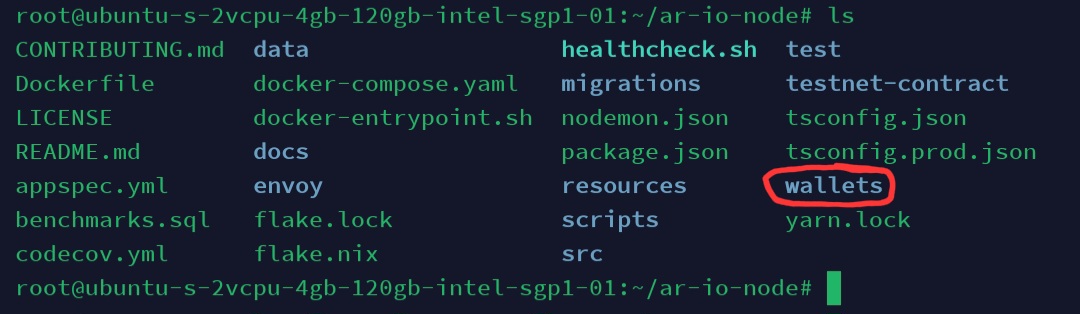 root@ubuntu-s-2vcpu-4gb-120gb-intel-sgp1-01:~/ar-io-node# ls
CONTRIBUTING.md data healthcheck.sh test
Dockerfile docker-compose.yaml migrations testnet-contract
LICENSE docker-entrypoint.sh nodemon.json tsconfig.json
README.md docs package.json tsconfig.prod.json
appspec.yml envoy resources wallets
benchmarks.sql flake.lock scripts yarn.lock
codecov.yml flake.nix src
root@ubuntu-s-2vcpu-4gb-120gb-intel-sgp1-01:~/ar-io-node#